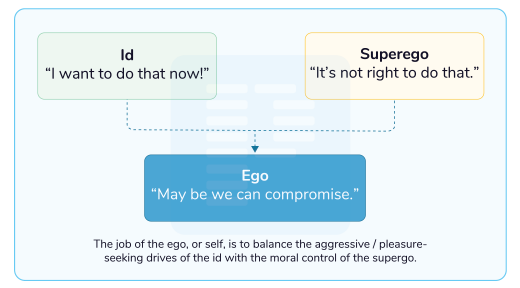 Id
“I want to do that now!”
Superego
“It’s not right to do that.”
Ego
“May be we can compromise.”
The job of the ego, or self, is to balance the aggressive / pleasure-
seeking drives of the id with the moral control of the supergo.